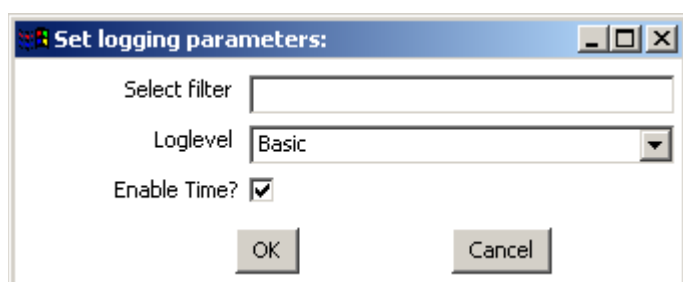 Set logging parameters:
Select filter
Loglevel Basic
Enable Time?
OK Cancel